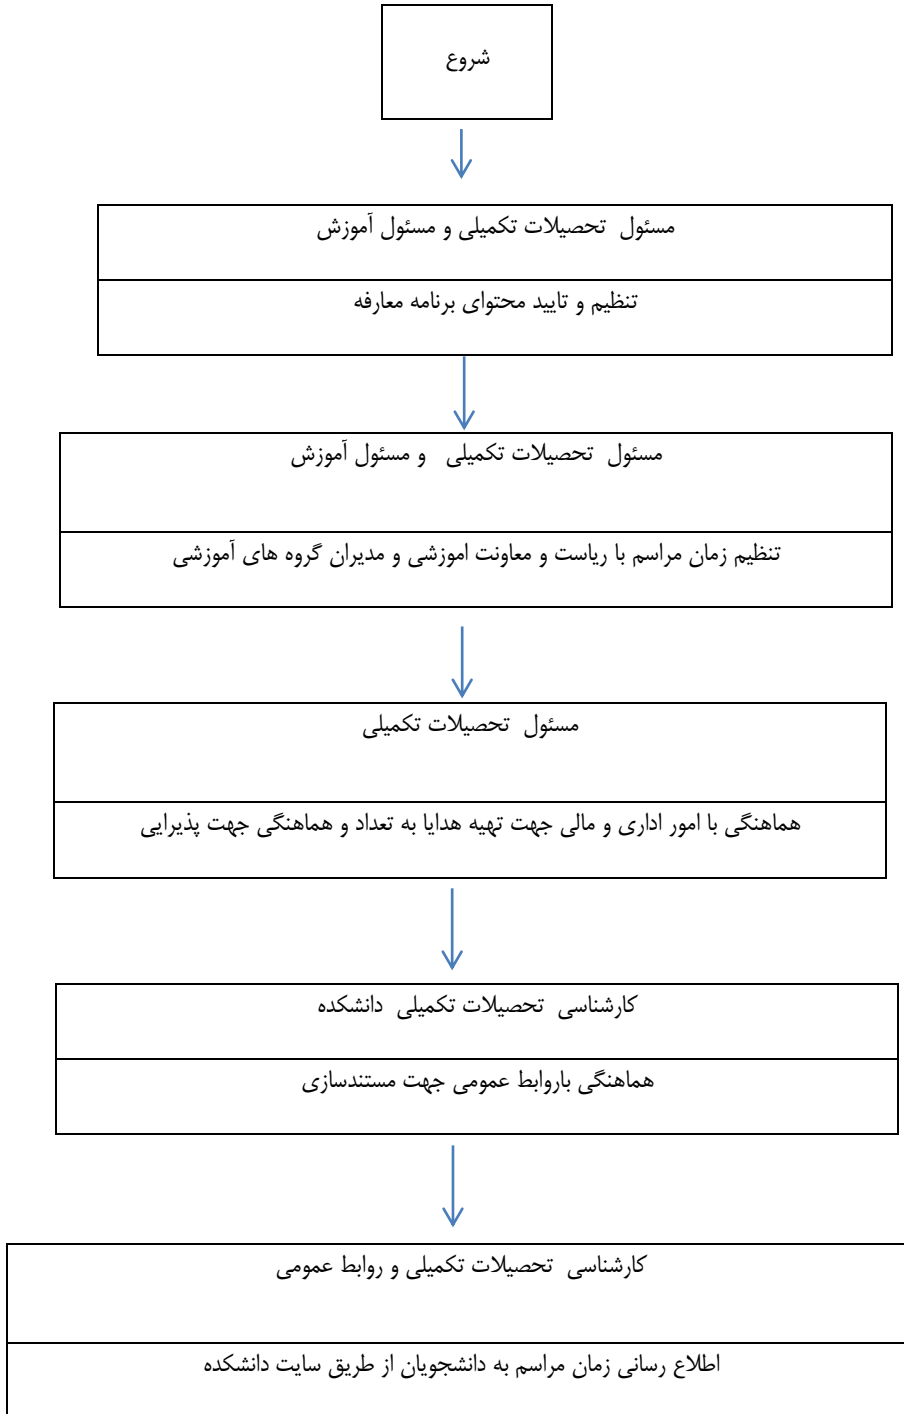 شروع
مسئول تحصیلات تکمیلی و مسئول آموزش
تنظیم و تایید محتوای برنامه معارفه
مسئول تحصیلات تکمیلی و مسئول آموزش
تنظیم زمان مراسم با ریاست و معاونت اموزشی و مدیران گروه های آموزشی
مسئول تحصیلات تکمیلی
هماهنگی با امور اداری و مالی جهت تهیه هدایا به تعداد و هماهنگی جهت پذیرایی
کارشناسی تحصیلات تکمیلی دانشکده
هماهنگی باروابط عمومی جهت مستندسازی
کارشناسی تحصیلات تکمیلی و روابط عمومی
اطلاع رسانی زمان مراسم به دانشجویان از طریق سایت دانشکده